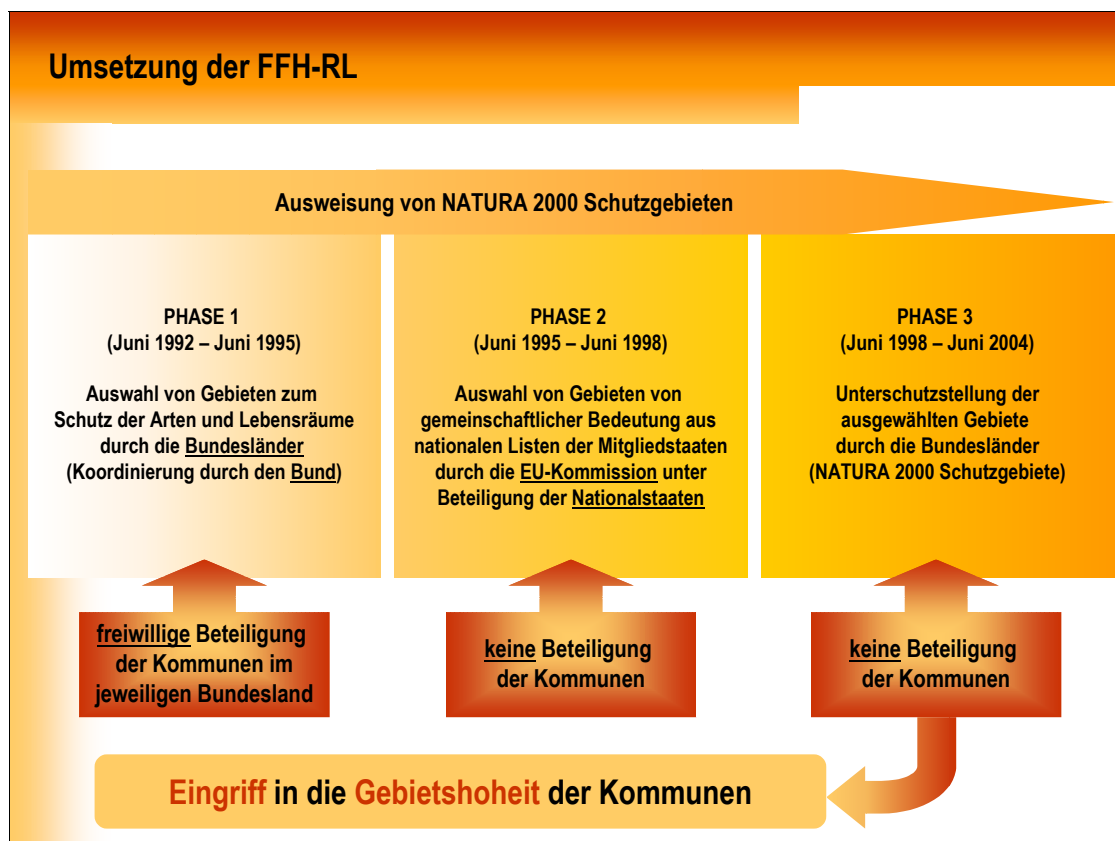 Umsetzung der FFH-RL
Ausweisung von NATURA 2000 Schutzgebieten
PHASE 1
(Juni 1992 – Juni 1995)
Auswahl von Gebieten zum
Schutz der Arten und Lebensräume
durch die Bundesländer
(Koordinierung durch den Bund)
PHASE 2
(Juni 1995 – Juni 1998)
Auswahl von Gebieten von
gemeinschaftlicher Bedeutung aus
nationalen Listen der Mitgliedstaaten
durch die EU-Kommission unter
Beteiligung der Nationalstaaten
PHASE 3
(Juni 1998 – Juni 2004)
Unterschutzstellung der
ausgewählten Gebiete
durch die Bundesländer
(NATURA 2000 Schutzgebiete)
freiwillige Beteiligung
der Kommunen im
jeweiligen Bundesland
keine Beteiligung
der Kommunen
keine Beteiligung
der Kommunen
Eingriff in die Gebietshoheit der Kommunen